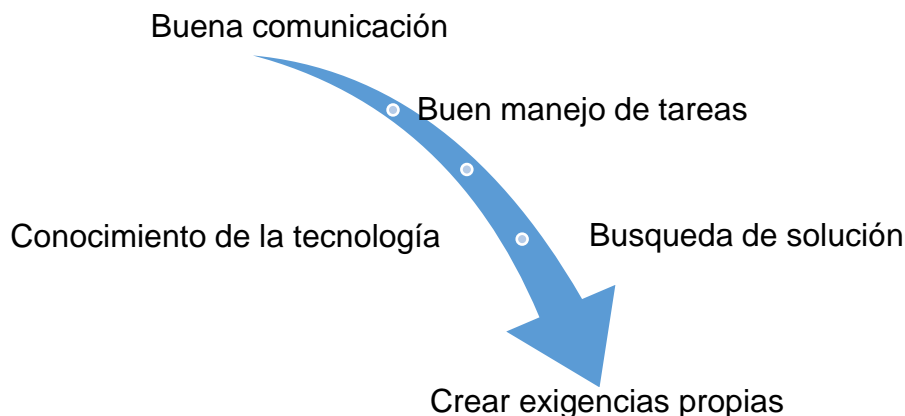 Buena comunicación
Buen manejo de tareas
Conocimiento de la tecnología
Busqueda de solución
Crear exigencias propias